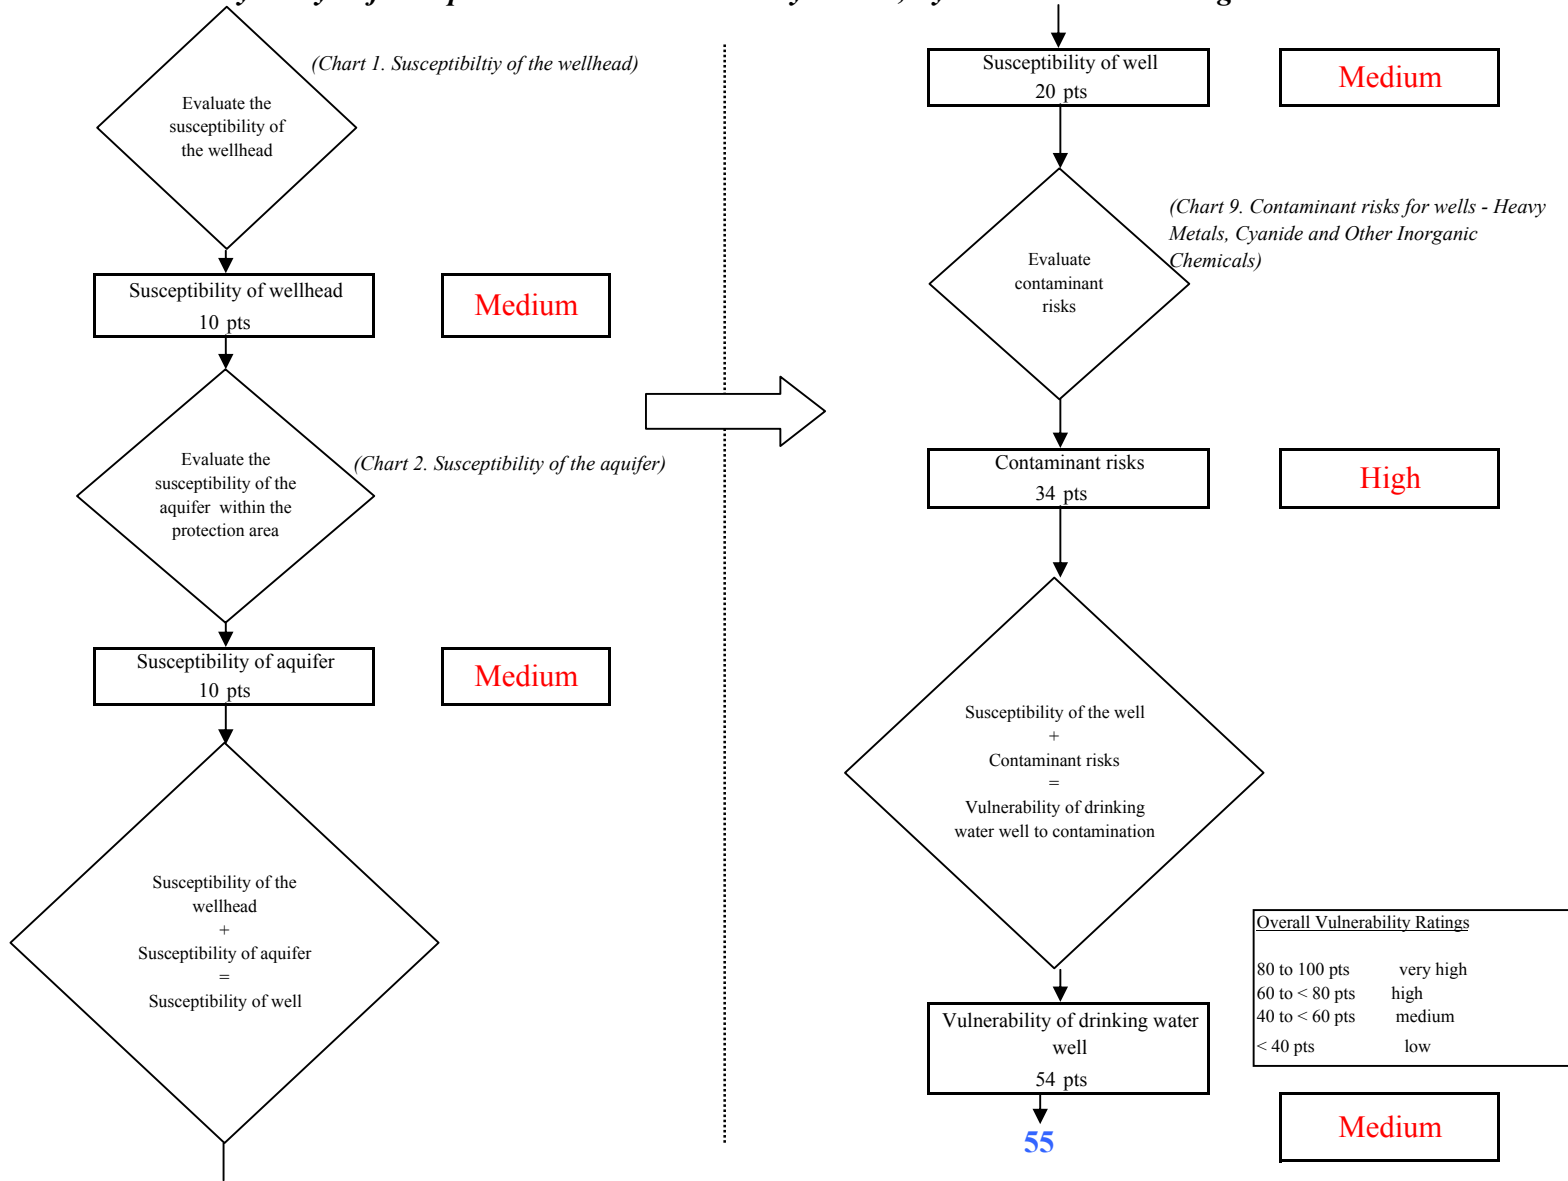 (Chart 1. Susceptibiltiy of the wellhead)
Evaluate the
susceptibility of
the wellhead
Susceptibility of wellhead
10 pts
Medium
(Chart 2. Susceptibility of the aquifer)
Evaluate the
susceptibility of the
aquifer within the
protection area
Susceptibility of aquifer
10 pts
Medium
Susceptibility of the
wellhead
+
Susceptibility of aquifer
=
Susceptibility of well
Susceptibility of well
20 pts
Medium
(Chart 9. Contaminant risks for wells - Heavy
Metals, Cyanide and Other Inorganic
Chemicals)
Evaluate
contaminant
risks
Contaminant risks
34 pts
High
Susceptibility of the well
+
Contaminant risks
=
Vulnerability of drinking
water well to contamination
Overall Vulnerability Ratings
80 to 100 pts very high
60 to < 80 pts high
40 to < 60 pts medium
< 40 pts low
Vulnerability of drinking water
well
54 pts
55
Medium